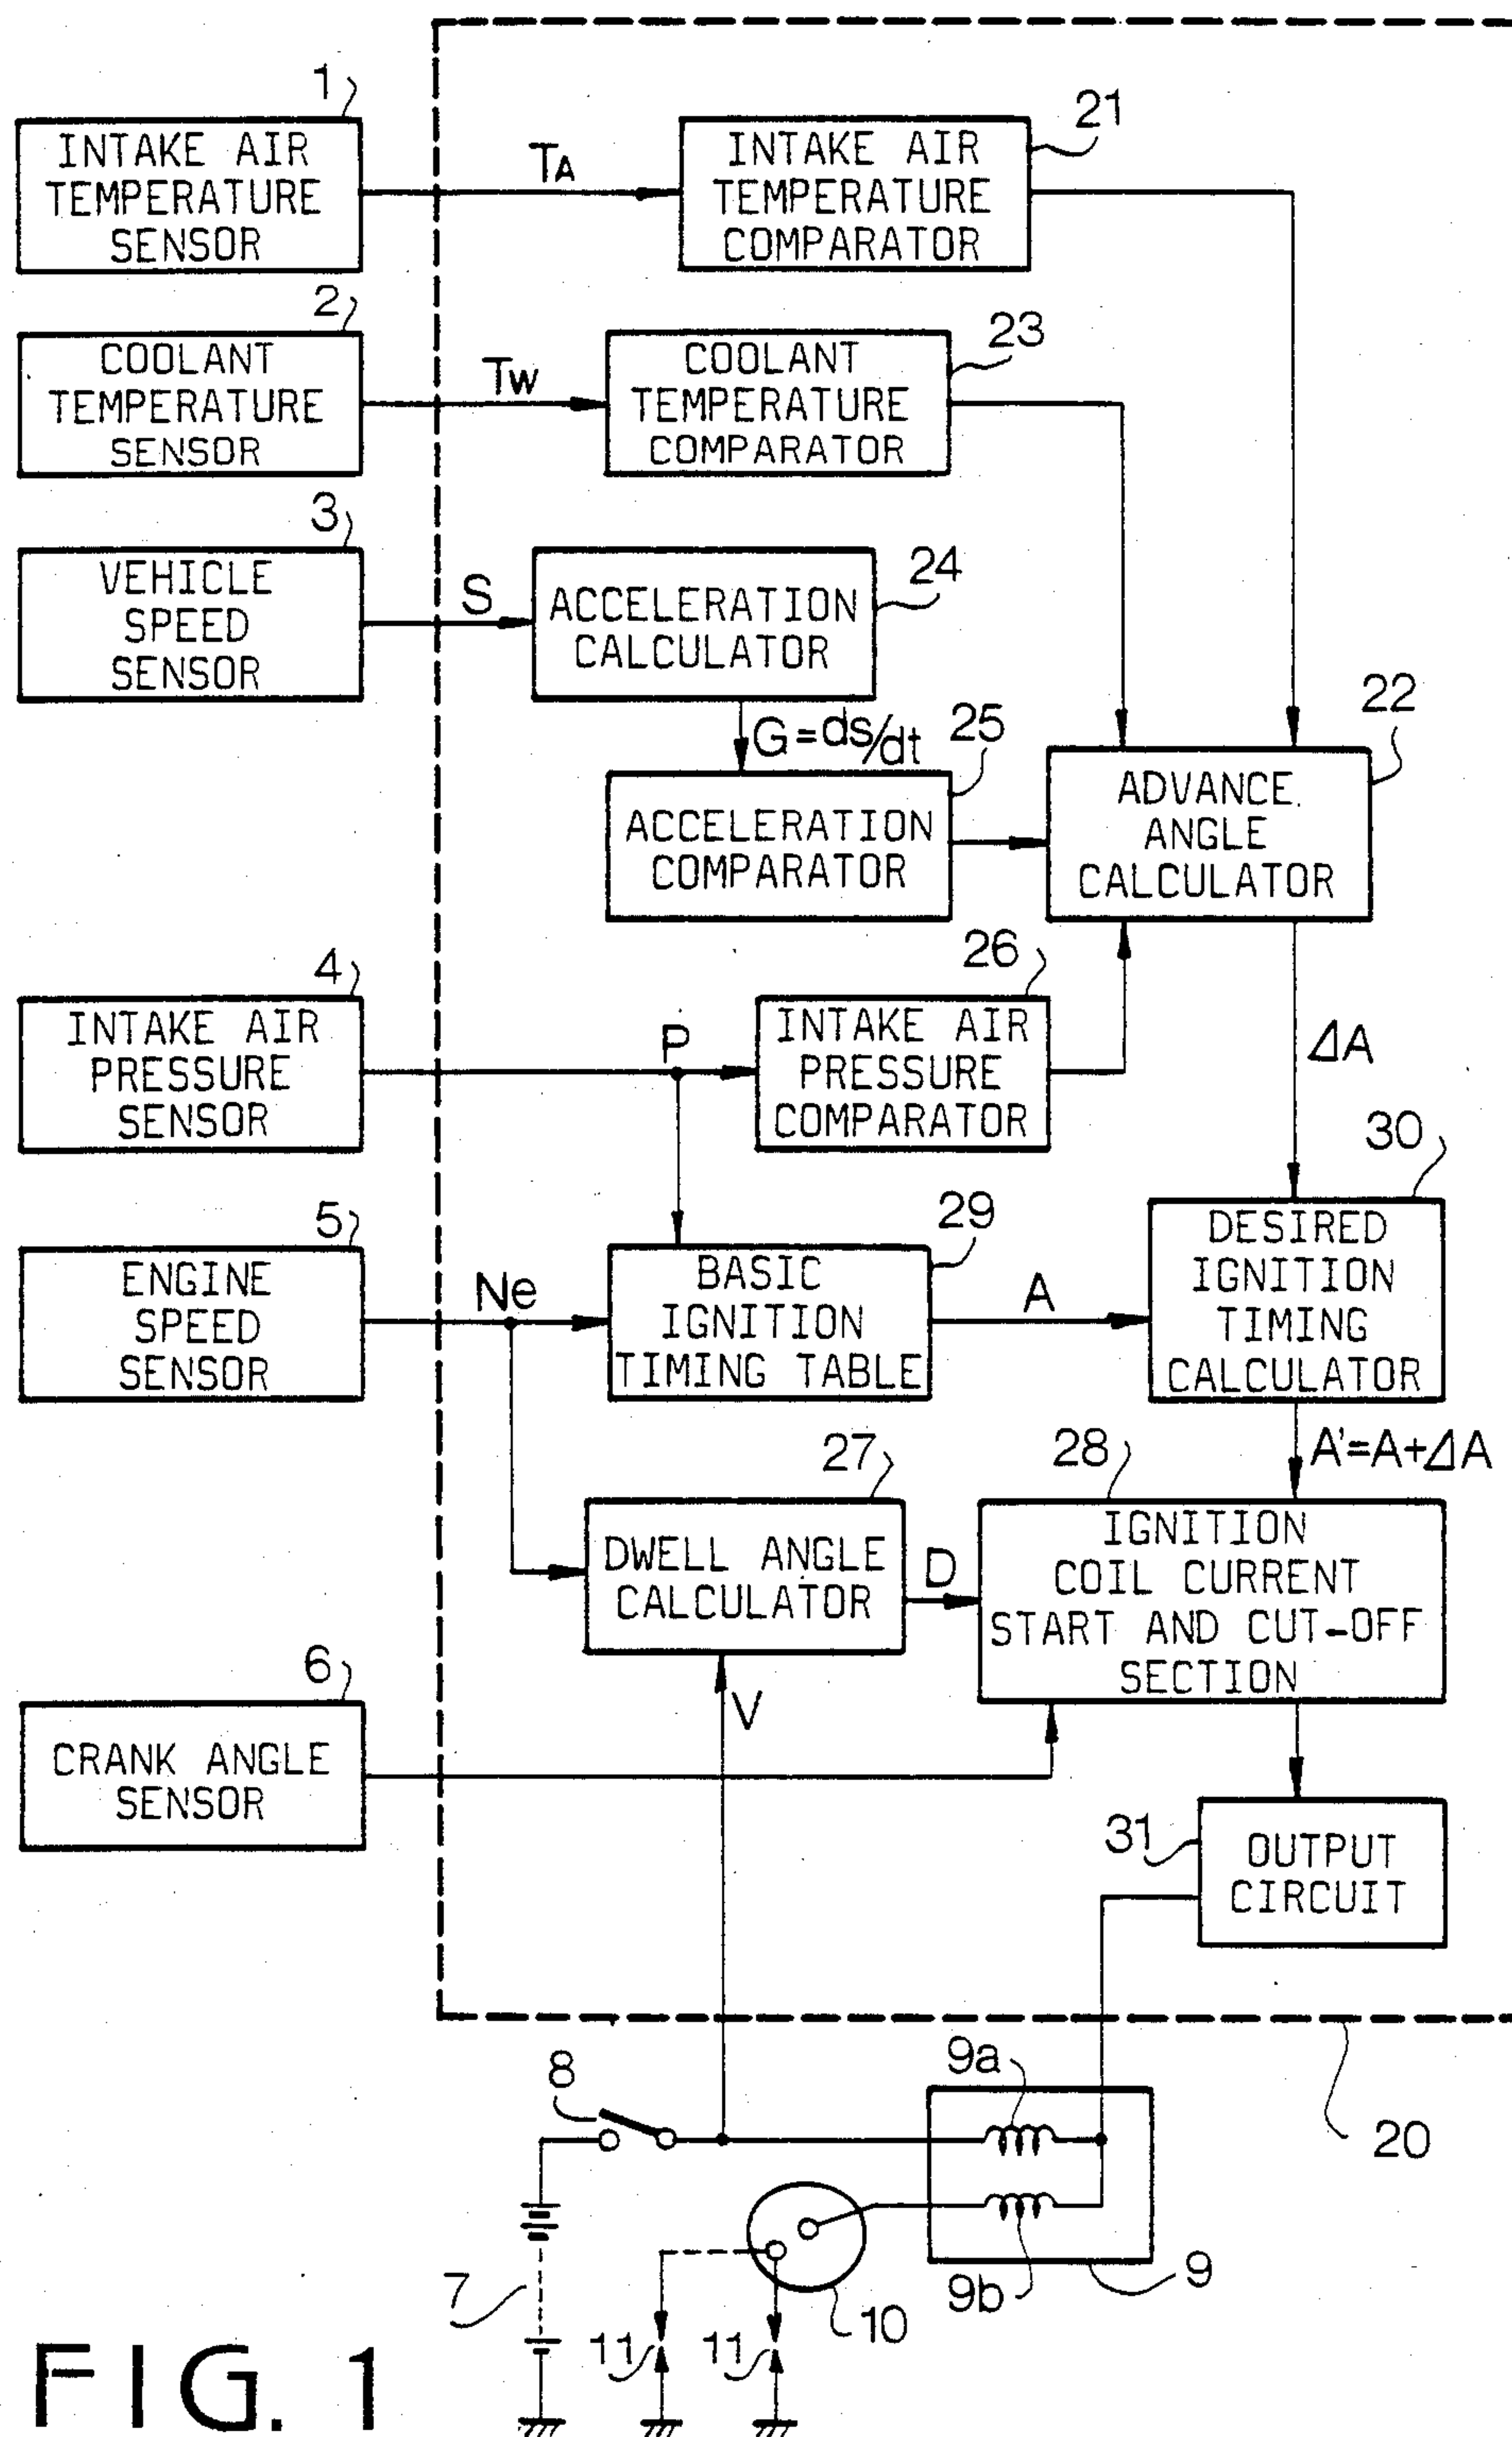 1
INTAKE AIR
TEMPERATURE
SENSOR
TA
21
INTAKE AIR
TEMPERATURE
COMPARATOR
2
COOLANT
TEMPERATURE
SENSOR
TW
23
COOLANT
TEMPERATURE
COMPARATOR
3
VEHICLE
SPEED
SENSOR
S
24
ACCELERATION
CALCULATOR
G=ds/dt
25
ACCELERATION
COMPARATOR
22
ADVANCE
ANGLE
CALCULATOR
4
INTAKE AIR
PRESSURE
SENSOR
P
26
INTAKE AIR
PRESSURE
COMPARATOR
ΔA
5
ENGINE
SPEED
SENSOR
Ne
29
BASIC
IGNITION
TIMING TABLE
A
30
DESIRED
IGNITION
TIMING
CALCULATOR
A'=A+ΔA
27
DWELL ANGLE
CALCULATOR
D
28
IGNITION
COIL CURRENT
START AND CUT-OFF
SECTION
6
CRANK ANGLE
SENSOR
V
31
OUTPUT
CIRCUIT
8
9a
20
7
11
11
10
9b
9
FIG. 1